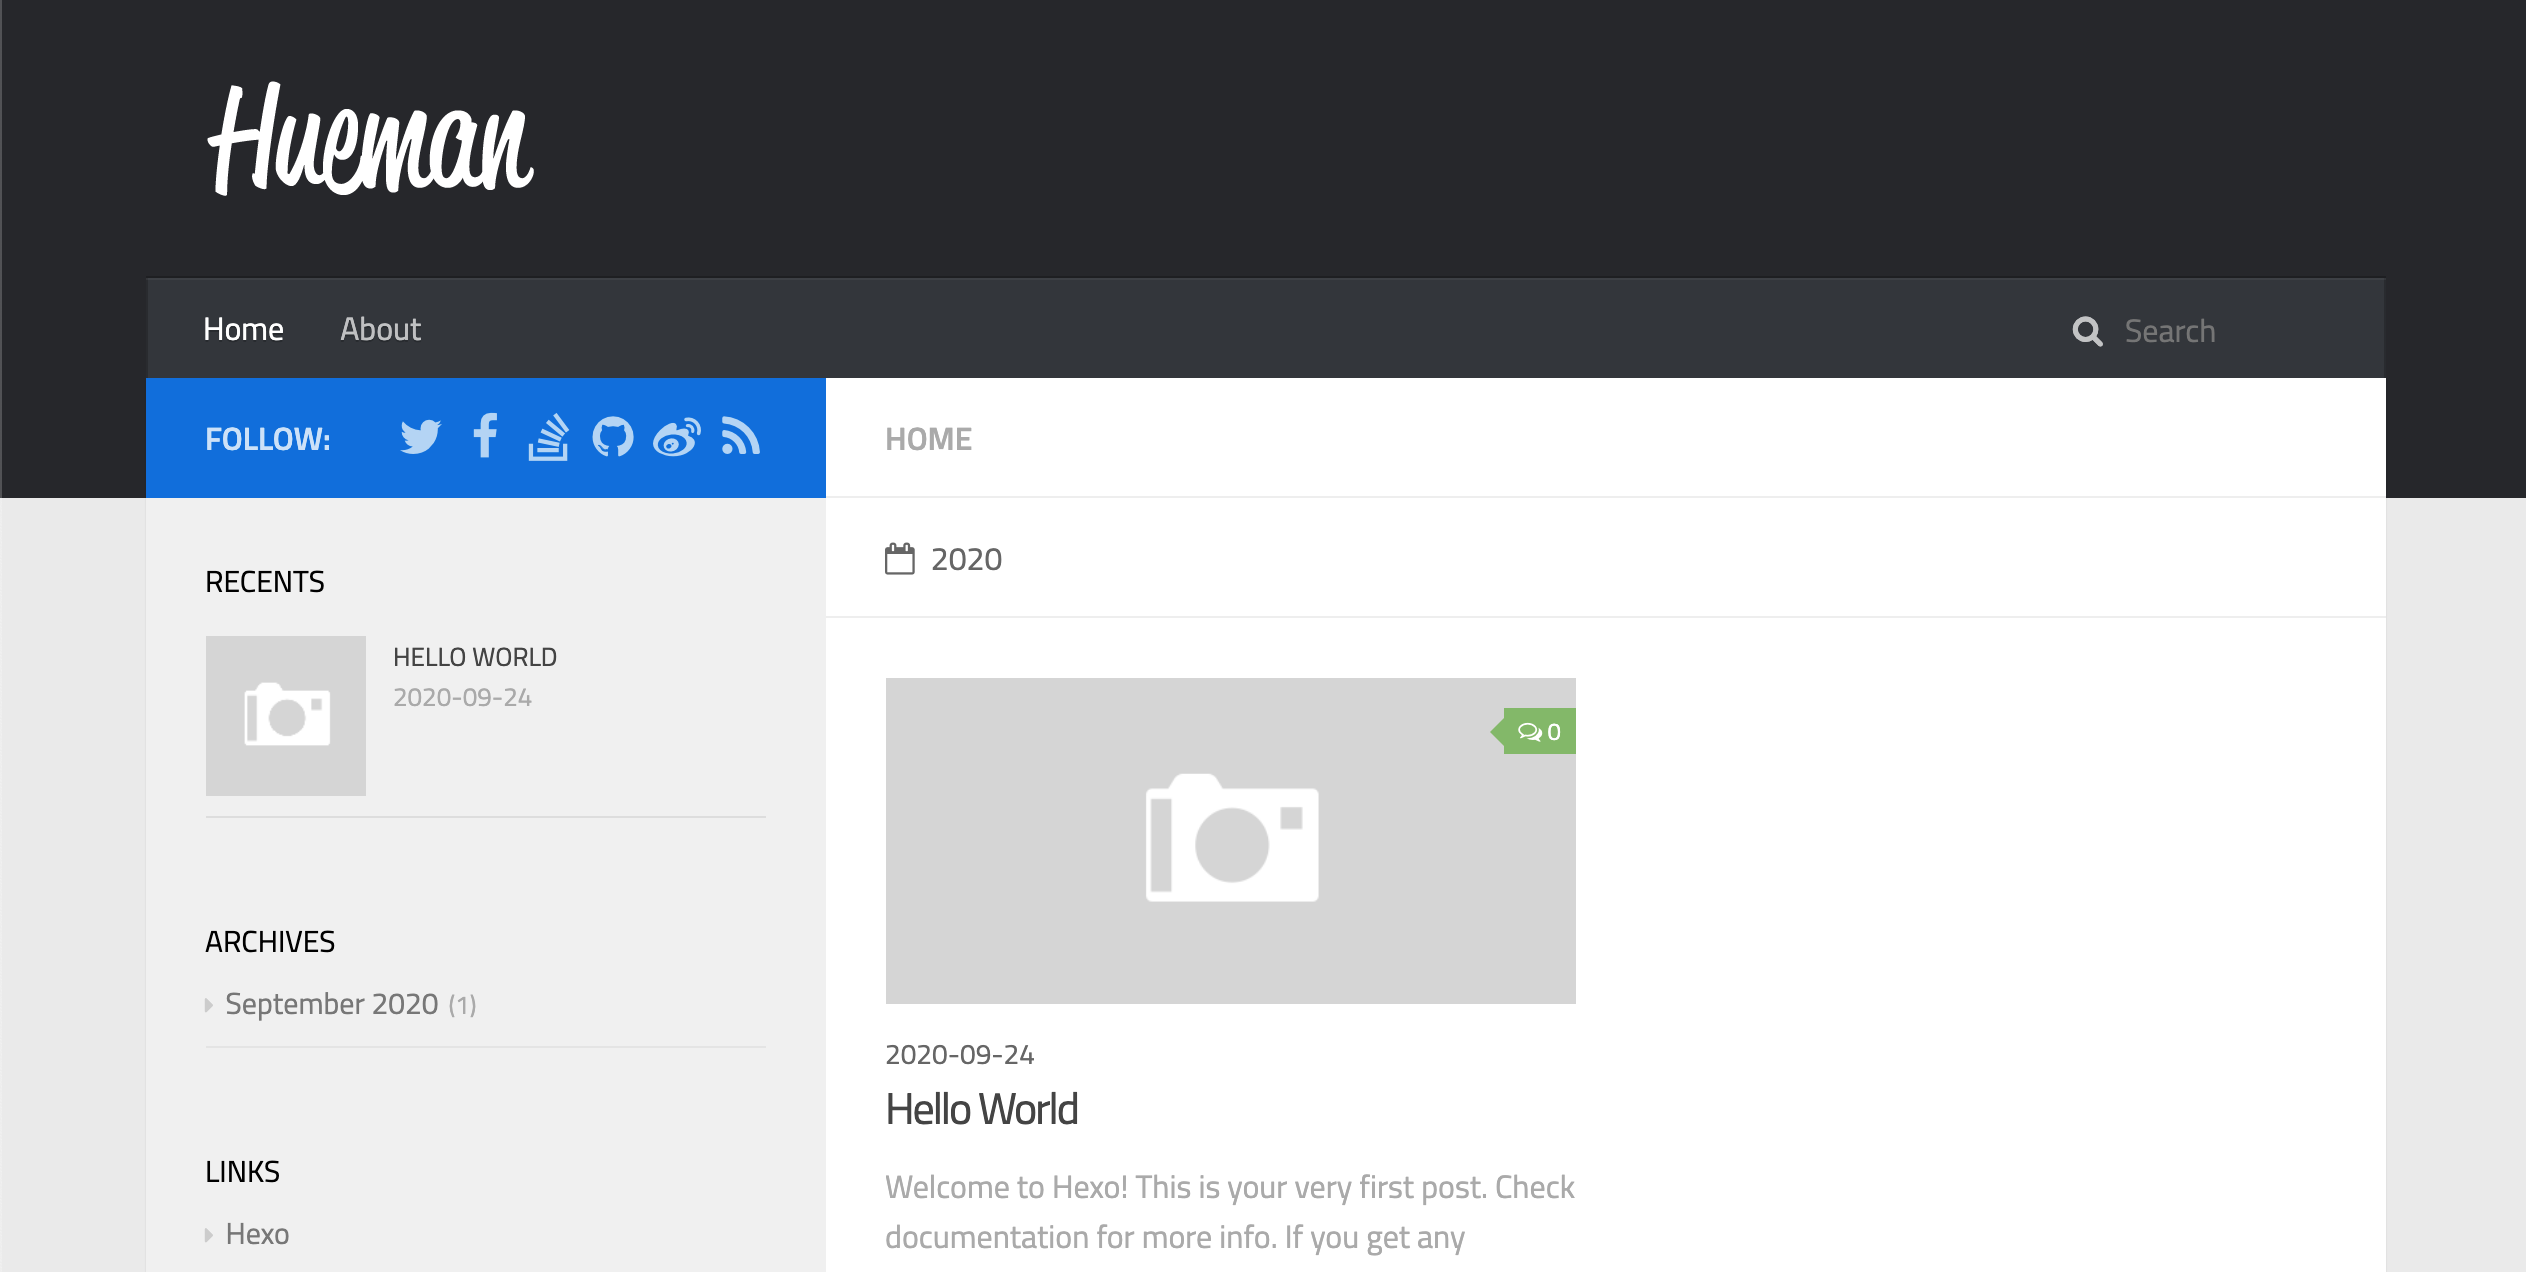 Hueman
Home
About
Search
FOLLOW:
HOME
2020
RECENTS
HELLO WORLD
2020-09-24
ARCHIVES
September 2020 (1)
LINKS
Hexo
0
2020-09-24
Hello World
Welcome to Hexo! This is your very first post. Check
documentation for more info. If you get any